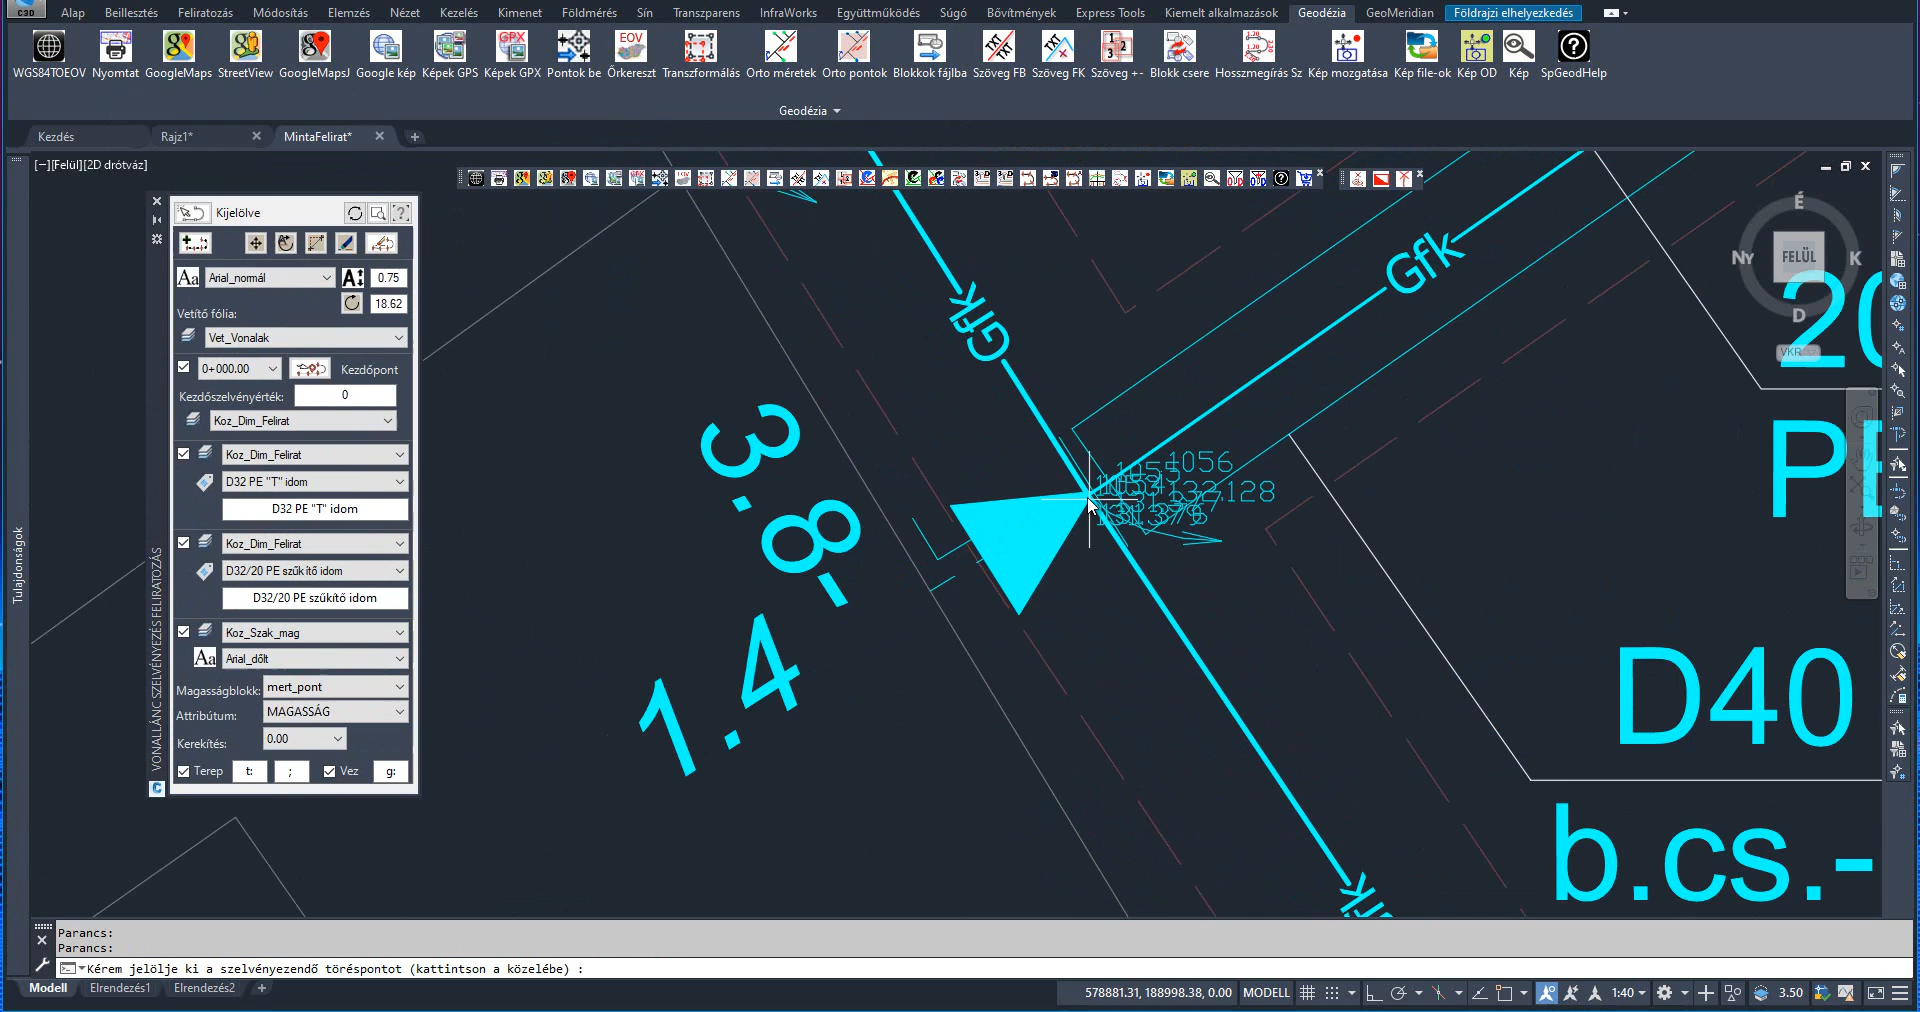 C3D
Alap Beillesztés Feliratozás Módosítás Elemzés Nézet Kezelés Kimenet Földmérés Sín Transzparens InfraWorks Együttműködés Súgó Bővítmények Express Tools Kiemelt alkalmazások Geodézia GeoMeridian Földrajzi elhelyezkedés
WGS84TOEOV Nyomtat GoogleMaps StreetView GoogleMapsJ Google kép Képek GPS Képek GPX Pontok be Őrkereszt Transzformálás Orto méretek Orto pontok Blokkok fájlba Szöveg FB Szöveg FK Szöveg +- Blokk csere Hosszmegírás Sz Kép mozgatása Kép file-ok Kép OD Kép SpGeodHelp
Geodézia
Kezdés Rajz1* MintaFelirat*
[−][Felül][2D drótváz]
Kijelölve
Arial_normál 0.75
18.62
Vetítő fólia:
Vet_Vonalak
0+000.00 Kezdőpont
Kezdőszelvényérték: 0
Koz_Dim_Felirat
Koz_Dim_Felirat
D32 PE "T" idom
D32 PE "T" idom
Koz_Dim_Felirat
D32/20 PE szűkítő idom
D32/20 PE szűkítő idom
Koz_Szak_mag
Arial_dőlt
Magasságblokk: mert_pont
Attribútum: MAGASSÁG
Kerekítés: 0.00
Terep t: ; Vez g:
VONALLÁNC SZELVÉNYEZÉS FELIRATOZÁS
Tulajdonságok
Gfk
Gfk
3.8-
1.4
1056
1055
132.128
É
Ny FELÜL K
D
VKR
20
PE
D40
b.cs.-
Parancs:
Parancs:
Kérem jelölje ki a szelvényezendő töréspontot (kattintson a közelébe) :
Modell Elrendezés1 Elrendezés2
578881.31, 188998.38, 0.00 MODELL 1:40 3.50